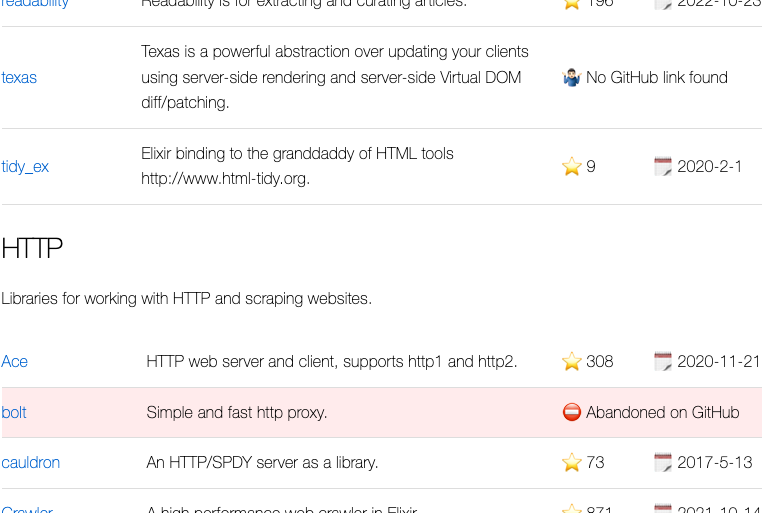 readability Readability is for extracting and curating articles. 196 2022-10-23
Texas is a powerful abstraction over updating your clients
texas using server-side rendering and server-side Virtual DOM No GitHub link found
diff/patching.
Elixir binding to the granddaddy of HTML tools
tidy_ex 9 2020-2-1
http://www.html-tidy.org.
HTTP
Libraries for working with HTTP and scraping websites.
Ace HTTP web server and client, supports http1 and http2. 308 2020-11-21
bolt Simple and fast http proxy. Abandoned on GitHub
cauldron An HTTP/SPDY server as a library. 73 2017-5-13
Crawler A high performance web crawler in Elixir. 871 2021-10-14